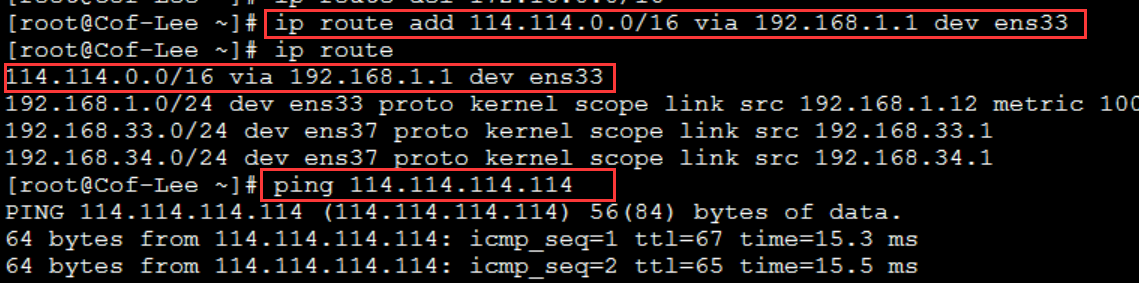 [root@Cof-Lee ~]# ip route add 114.114.0.0/16 via 192.168.1.1 dev ens33
[root@Cof-Lee ~]# ip route
114.114.0.0/16 via 192.168.1.1 dev ens33
192.168.1.0/24 dev ens33 proto kernel scope link src 192.168.1.12 metric 100
192.168.33.0/24 dev ens37 proto kernel scope link src 192.168.33.1
192.168.34.0/24 dev ens37 proto kernel scope link src 192.168.34.1
[root@Cof-Lee ~]# ping 114.114.114.114
PING 114.114.114.114 (114.114.114.114) 56(84) bytes of data.
64 bytes from 114.114.114.114: icmp_seq=1 ttl=67 time=15.3 ms
64 bytes from 114.114.114.114: icmp_seq=2 ttl=65 time=15.5 ms